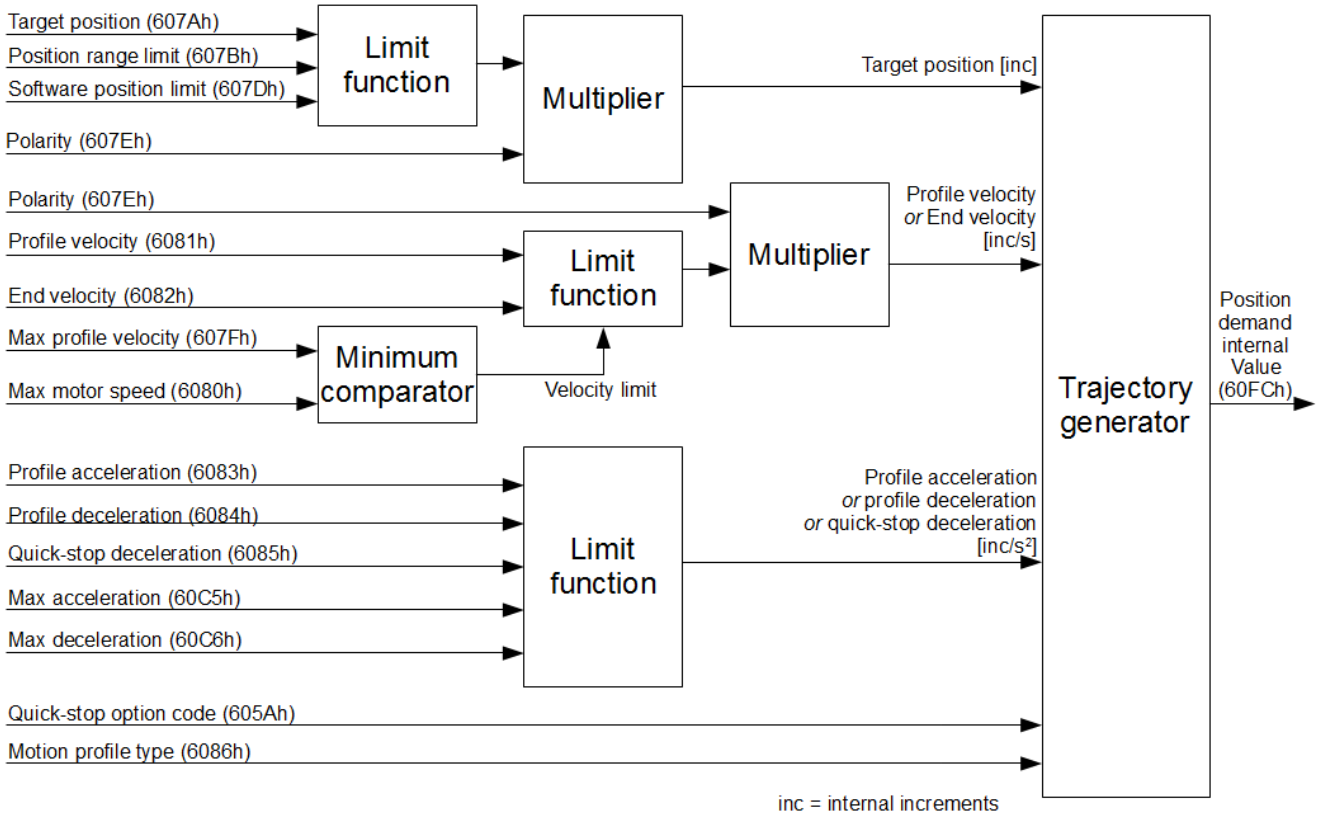 Target position (607Ah)
Position range limit (607Bh)
Software position limit (607Dh)
Limit
function
Multiplier
Target position [inc]
Polarity (607Eh)
Polarity (607Eh)
Profile velocity (6081h)
End velocity (6082h)
Limit
function
Multiplier
Profile velocity
or End velocity
[inc/s]
Max profile velocity (607Fh)
Max motor speed (6080h)
Minimum
comparator
Velocity limit
Profile acceleration (6083h)
Profile deceleration (6084h)
Quick-stop deceleration (6085h)
Max acceleration (60C5h)
Max deceleration (60C6h)
Limit
function
Profile acceleration
or profile deceleration
or quick-stop deceleration
[inc/s²]
Quick-stop option code (605Ah)
Motion profile type (6086h)
Trajectory
generator
Position
demand
internal
Value
(60FCh)
inc = internal increments